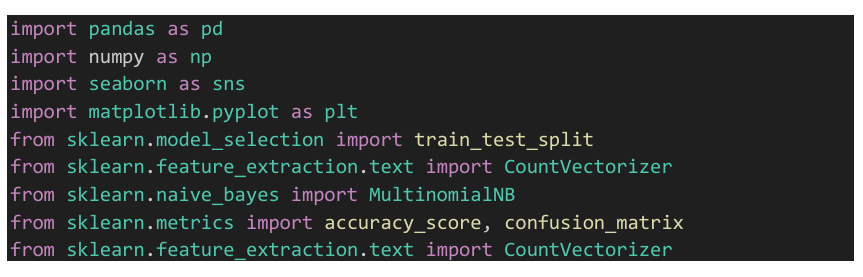 import pandas as pd
import numpy as np
import seaborn as sns
import matplotlib.pyplot as plt
from sklearn.model_selection import train_test_split
from sklearn.feature_extraction.text import CountVectorizer
from sklearn.naive_bayes import MultinomialNB
from sklearn.metrics import accuracy_score, confusion_matrix
from sklearn.feature_extraction.text import CountVectorizer